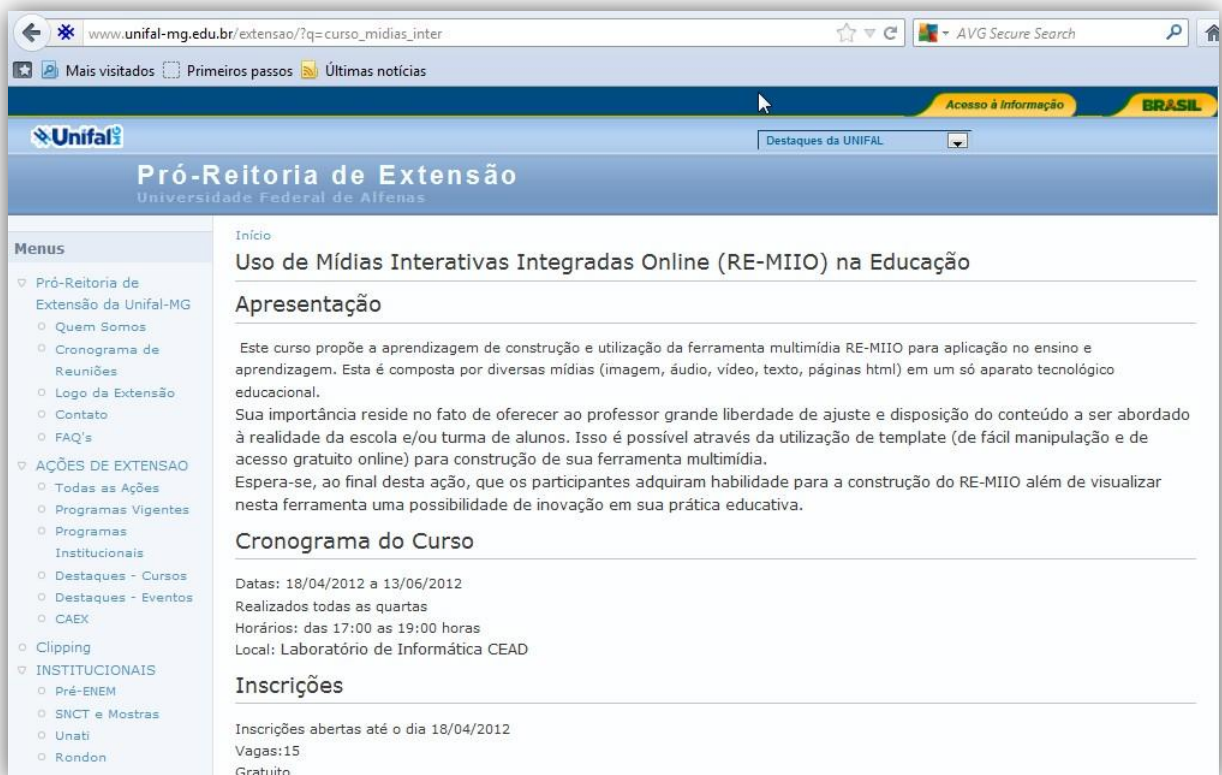 www.unifal-mg.edu.br/extensao/?q=curso_midias_inter
AVG Secure Search
Mais visitados Primeiros passos Últimas notícias
Acesso à informação
BRASIL
Unifal
Destaques da UNIFAL
Pró-Reitoria de Extensão
Universidade Federal de Alfenas
Menus
Pró-Reitoria de
Extensão da Unifal-MG
Quem Somos
Cronograma de
Reuniões
Logo da Extensão
Contato
FAQ's
AÇÕES DE EXTENSAO
Todas as Ações
Programas Vigentes
Programas
Institucionais
Destaques - Cursos
Destaques - Eventos
CAEX
Clipping
INSTITUCIONAIS
Pré-ENEM
SNCT e Mostras
Unati
Rondon
Início
Uso de Mídias Interativas Integradas Online (RE-MIIO) na Educação
Apresentação
Este curso propõe a aprendizagem de construção e utilização da ferramenta multimídia RE-MIIO para aplicação no ensino e
aprendizagem. Esta é composta por diversas mídias (imagem, áudio, vídeo, texto, páginas html) em um só aparato tecnológico
educacional.
Sua importância reside no fato de oferecer ao professor grande liberdade de ajuste e disposição do conteúdo a ser abordado
à realidade da escola e/ou turma de alunos. Isso é possível através da utilização de template (de fácil manipulação e de
acesso gratuito online) para construção de sua ferramenta multimídia.
Espera-se, ao final desta ação, que os participantes adquiram habilidade para a construção do RE-MIIO além de visualizar
nesta ferramenta uma possibilidade de inovação em sua prática educativa.
Cronograma do Curso
Datas: 18/04/2012 a 13/06/2012
Realizados todas as quartas
Horários: das 17:00 as 19:00 horas
Local: Laboratório de Informática CEAD
Inscrições
Inscrições abertas até o dia 18/04/2012
Vagas:15
Gratuito